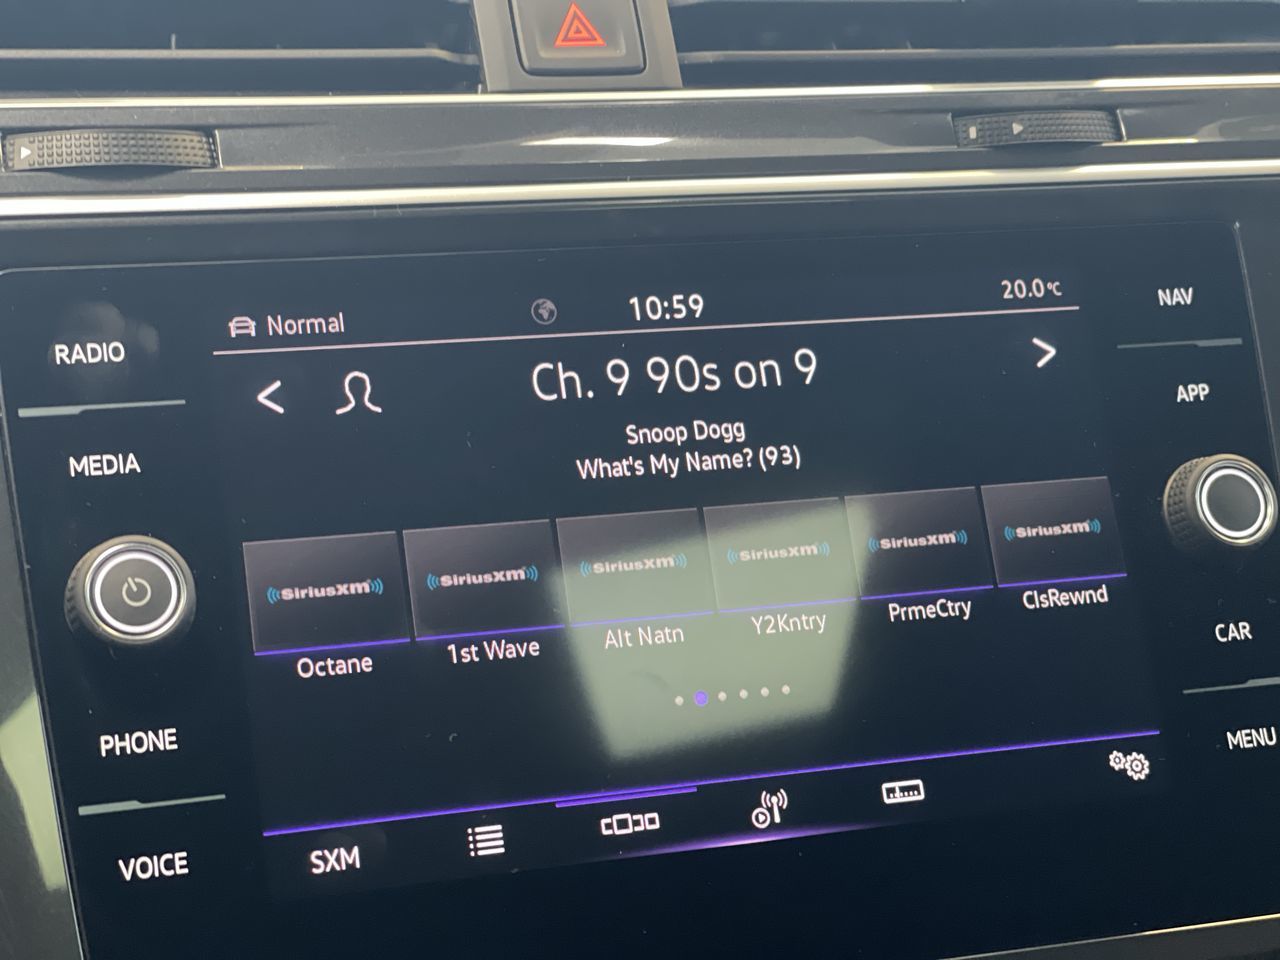 Normal
10:59
20.0°C
RADIO
NAV
Ch. 9 90s on 9
APP
Snoop Dogg
What's My Name? (93)
MEDIA
((SiriusXM)) ((SiriusXM)) ((SiriusXM)) ((SiriusXM)) ((SiriusXM)) ((SiriusXM))
Octane 1st Wave Alt Natn Y2Kntry PrmeCtry ClsRewnd
CAR
PHONE
MENU
VOICE
SXM